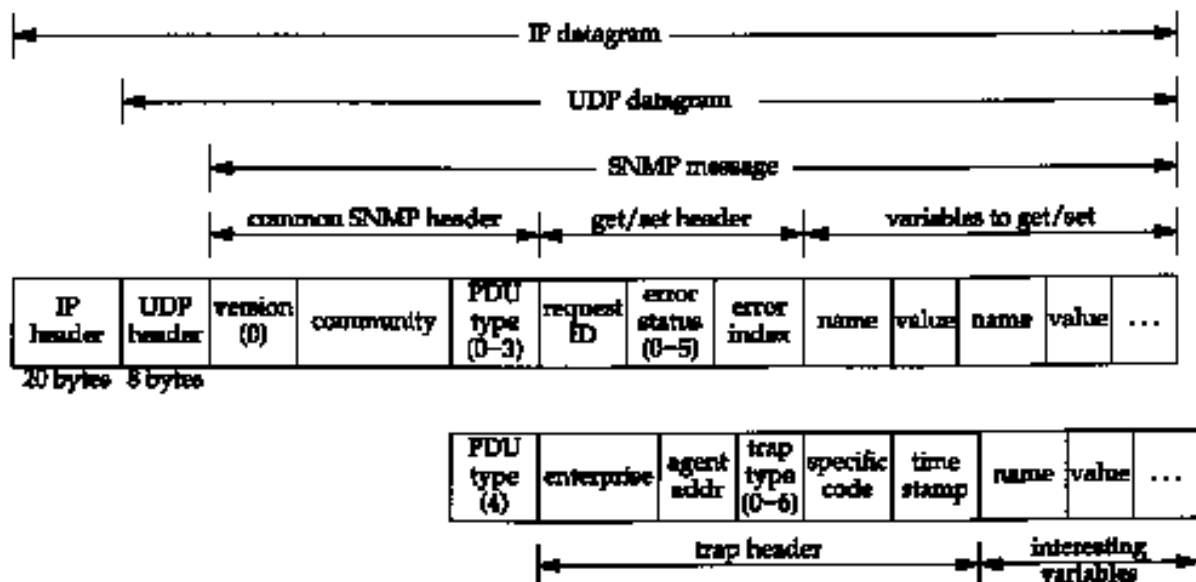 IP datagram
UDP datagram
SNMP message
common SNMP header get/set header variables to get/set
IP header UDP header version (0) community PDU type (0-3) request ID error status (0-5) error index name value name value ...
20 bytes 8 bytes
PDU type (4) enterprise agent addr trap type (0-6) specific code time stamp name value ...
trap header interesting variables